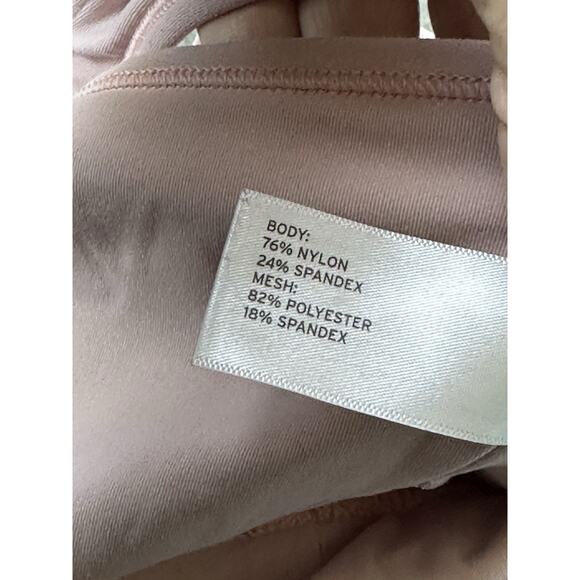 BODY:
76% NYLON
24% SPANDEX
MESH:
82% POLYESTER
18% SPANDEX